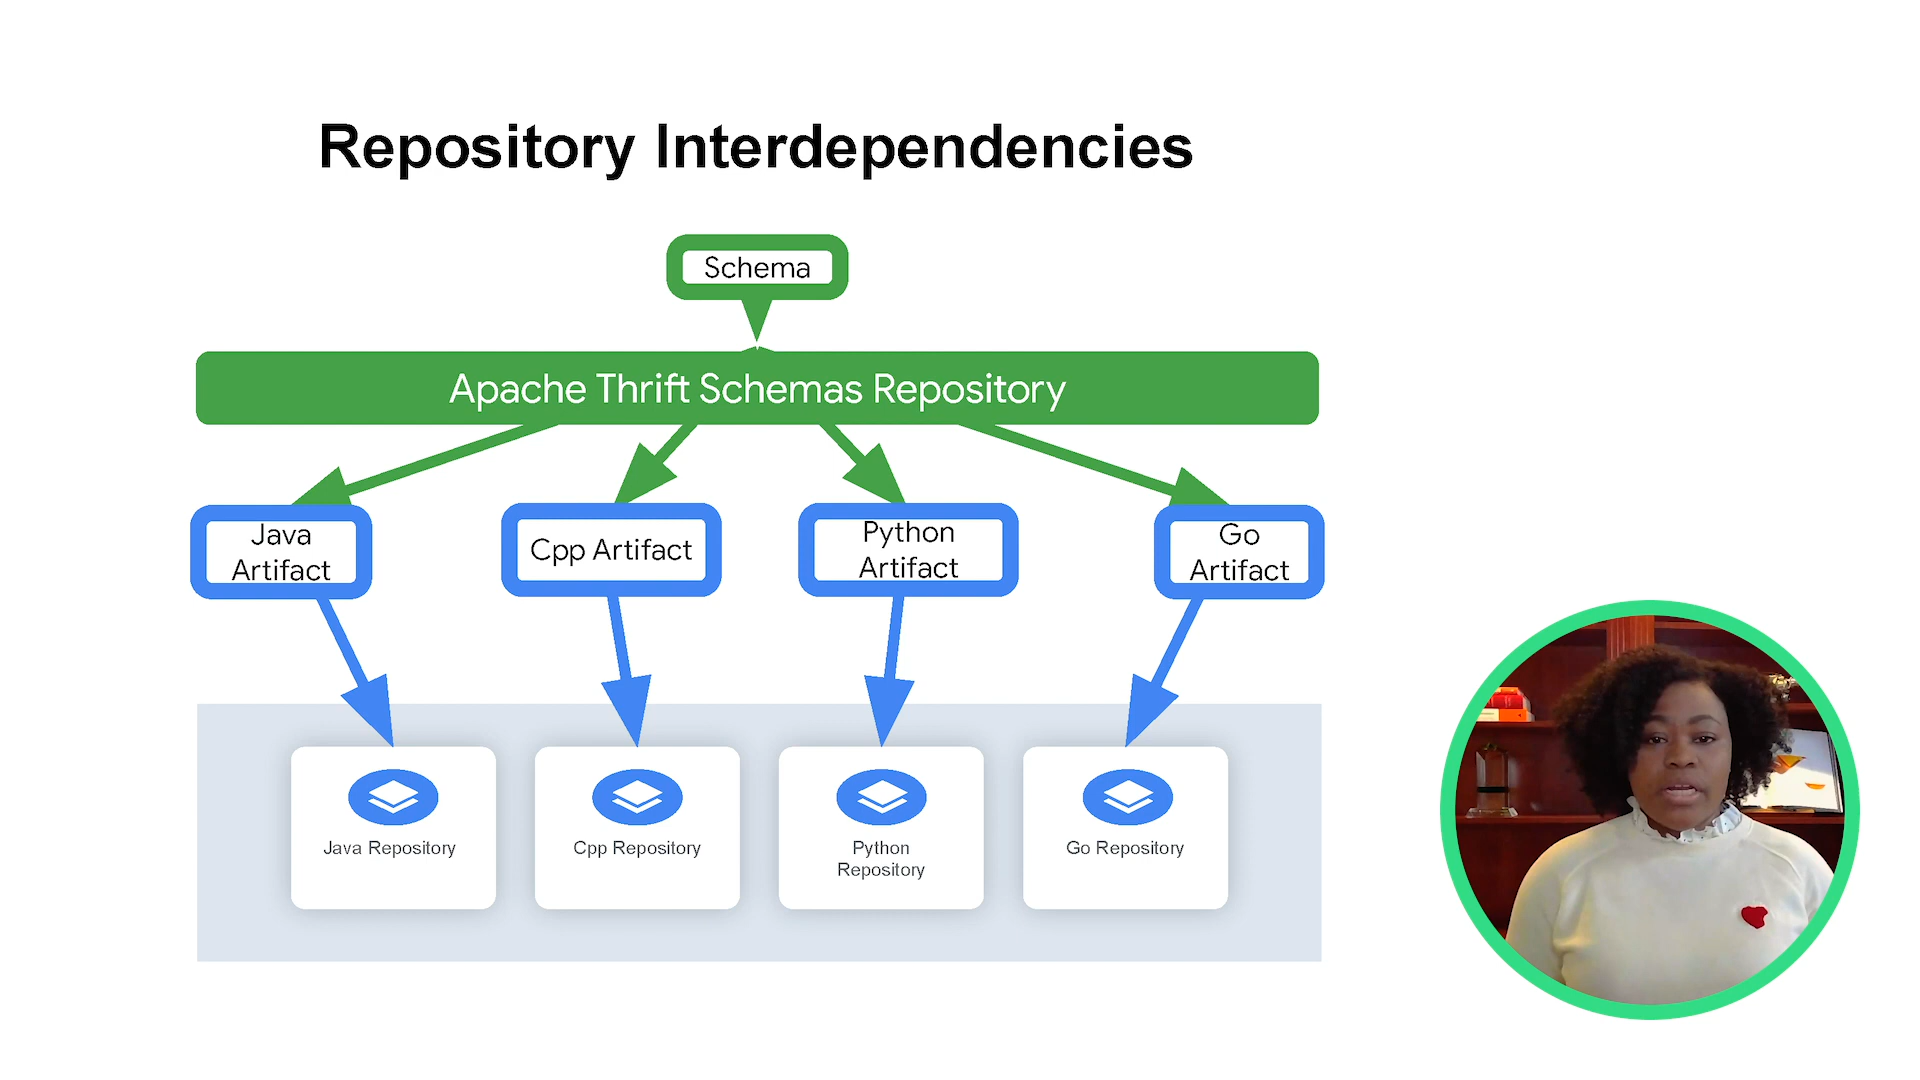 Repository Interdependencies
Schema
Apache Thrift Schemas Repository
Java
Artifact
Cpp Artifact
Python
Artifact
Go
Artifact
Java Repository
Cpp Repository
Python
Repository
Go Repository